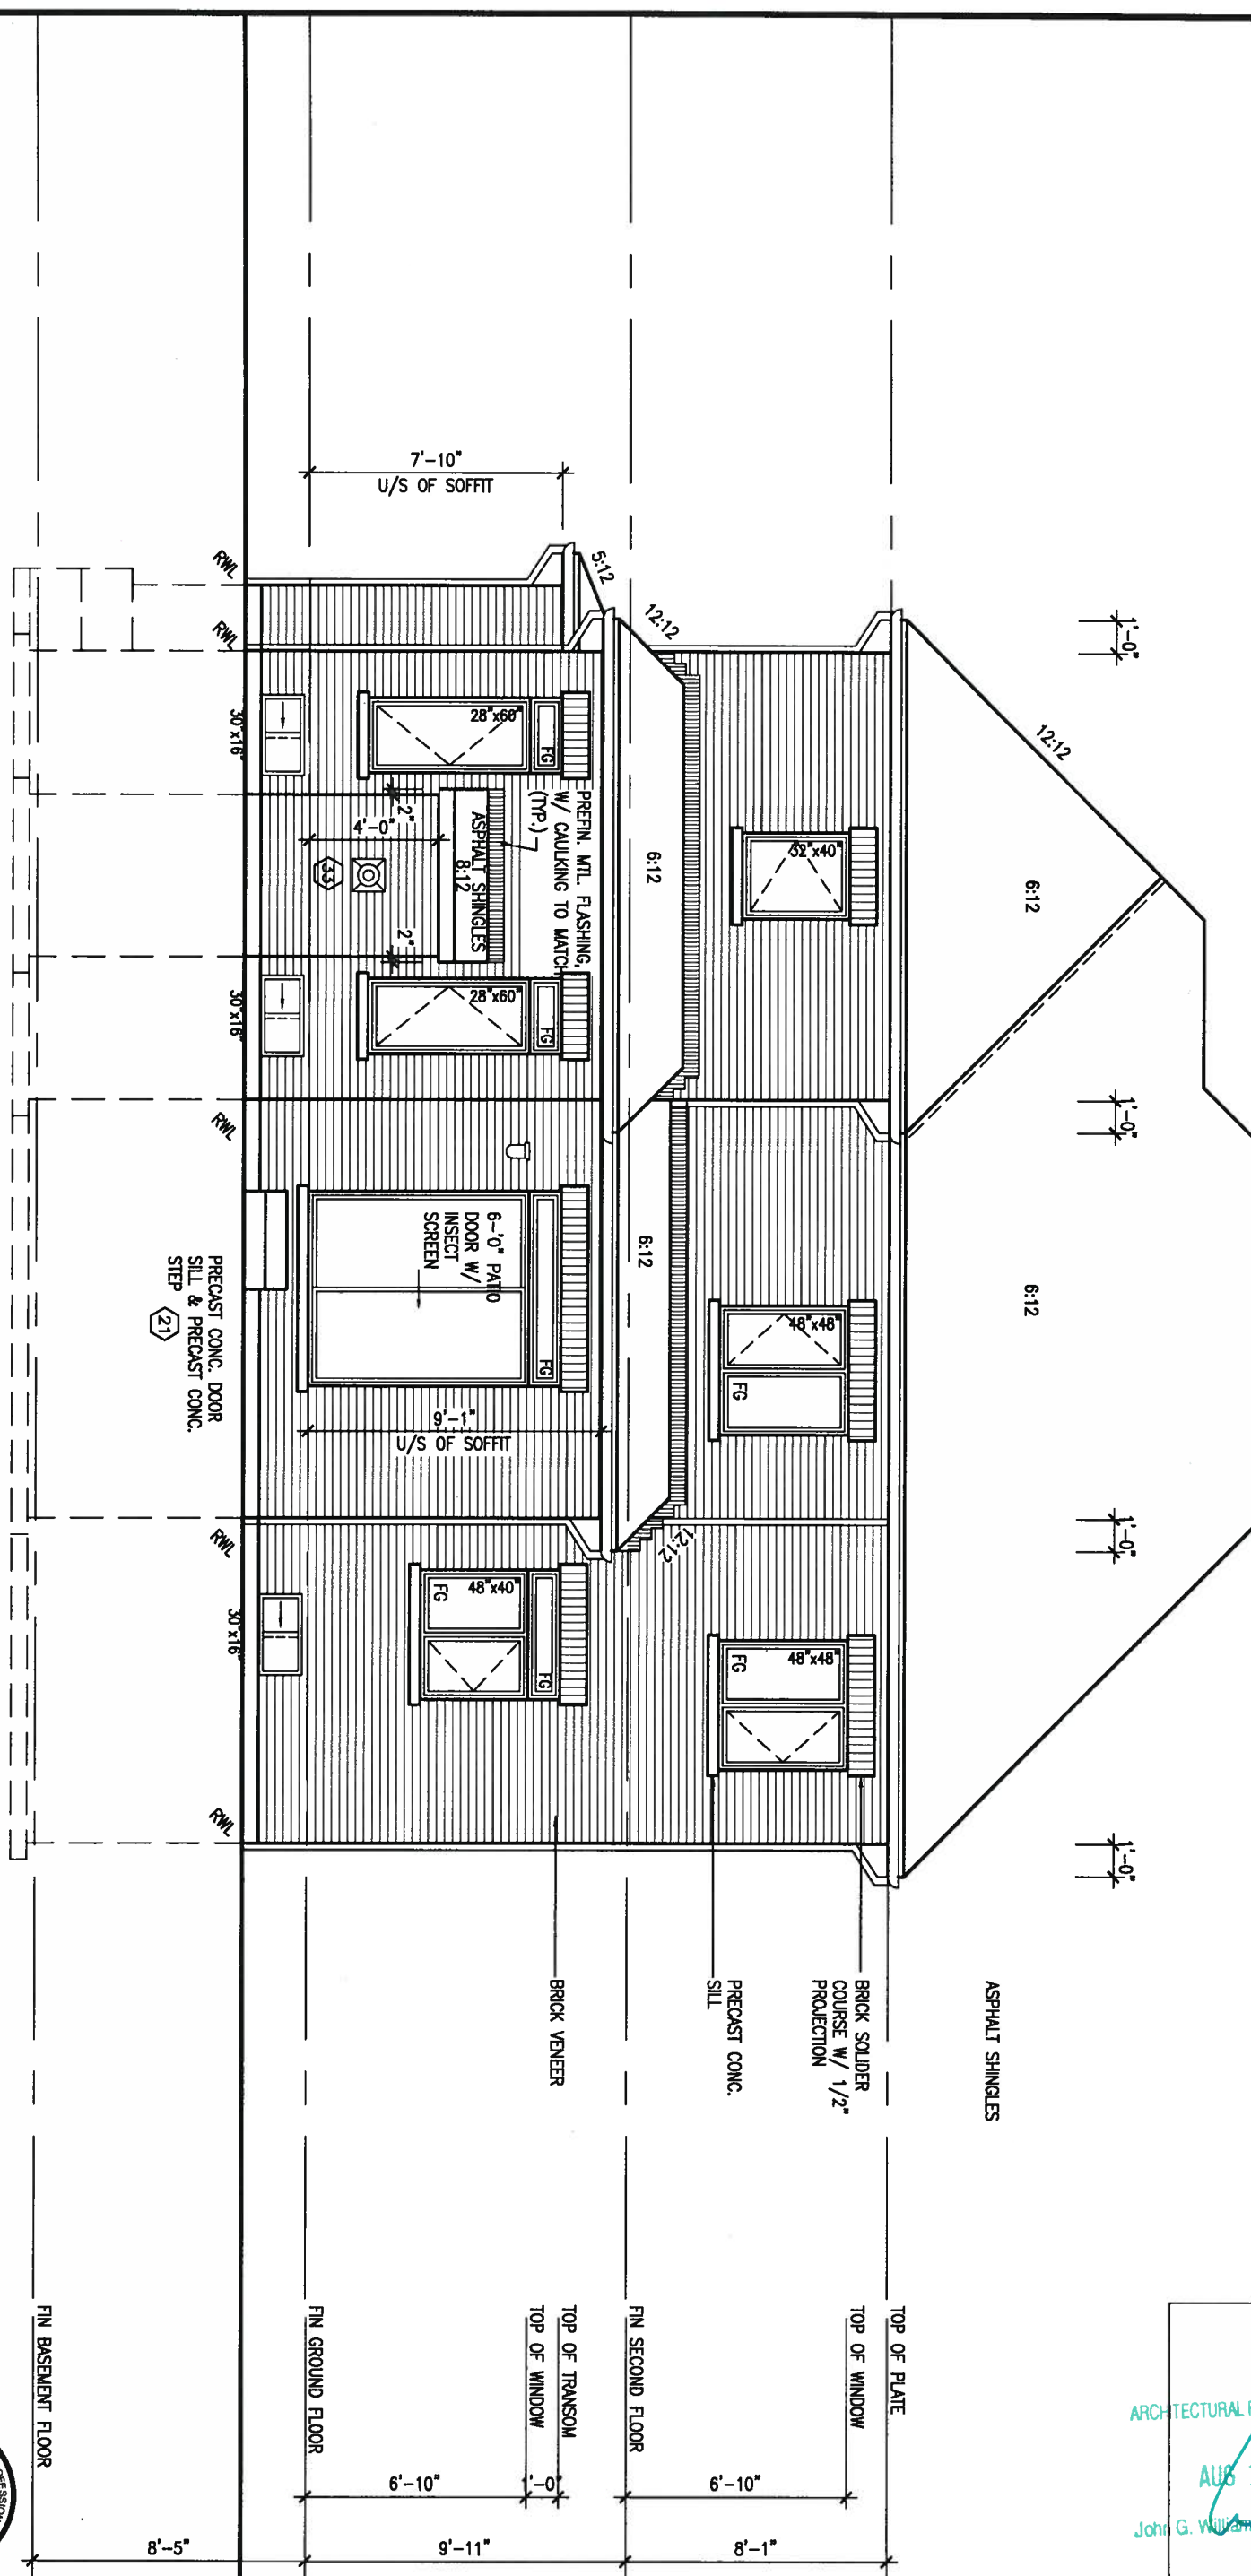 1'-0"
1'-0"
1'-0"
1'-0"
12:12
6:12
6:12
ASPHALT SHINGLES
TOP OF PLATE
TOP OF WINDOW
BRICK SOLIDER
COURSE W/ 1/2"
PROJECTION
PRECAST CONC.
SILL
32"x40"
48"x48"
FG
48"x48"
FG
8'-1"
6'-10"
12:12
6:12
6:12
12:12
FIN SECOND FLOOR
5:12
7'-10"
U/S OF SOFFIT
TOP OF TRANSOM
TOP OF WINDOW
1'-0"
6'-10"
9'-11"
PREFIN. MTL. FLASHING,
W/ CAULKING TO MATCH
(TYP.)
28"x60"
FG
28"x60"
FG
ASPHALT SHINGLES
8:12
2"
2"
4'-0"
33
6-'0" PATIO
DOOR W/
INSECT
SCREEN
FG
9'-1"
U/S OF SOFFIT
48"x40"
FG
FG
BRICK VENEER
FIN GROUND FLOOR
30"x16"
30"x16"
30"x16"
RWL
RWL
RWL
RWL
RWL
PRECAST CONC. DOOR
SILL & PRECAST CONC.
STEP
21
8'-5"
FIN BASEMENT FLOOR
ARCHITECTURAL
AUG
John G. William